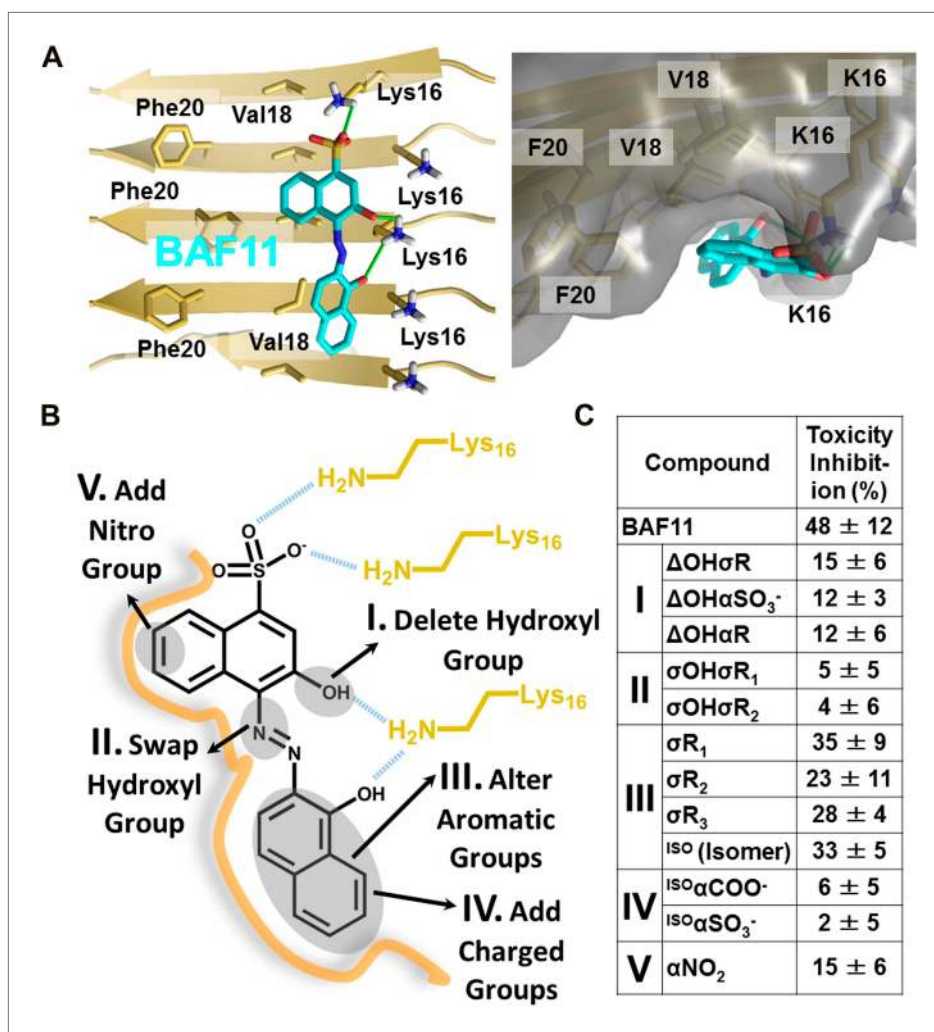 A
Phe20
Val18
Lys16
Phe20
Lys16
BAF11
Lys16
Phe20
Val18
Lys16
V18
K16
F20
V18
K16
F20
K16
B
V. Add
Nitro
Group
O
O
S
O-
H2N
Lys16
H2N
Lys16
I. Delete Hydroxyl
Group
OH
H2N
Lys16
II. Swap
Hydroxyl
Group
N
N
OH
III. Alter
Aromatic
Groups
IV. Add
Charged
Groups
C
Compound Toxicity
Inhibit-
ion (%)
BAF11 48 ± 12
I ΔOHσR 15 ± 6
ΔOHαSO3- 12 ± 3
ΔOHαR 12 ± 6
II σOHσR1 5 ± 5
σOHσR2 4 ± 6
III σR1 35 ± 9
σR2 23 ± 11
σR3 28 ± 4
ISO (Isomer) 33 ± 5
IV ISOαCOO- 6 ± 5
ISOαSO3- 2 ± 5
V αNO2 15 ± 6